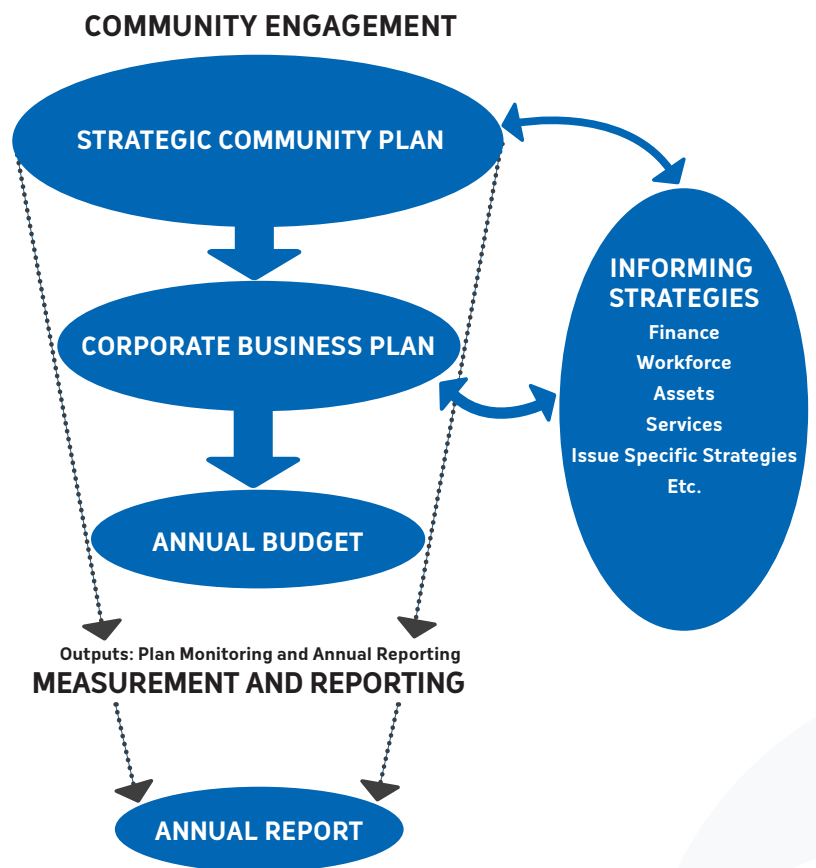 COMMUNITY ENGAGEMENT
STRATEGIC COMMUNITY PLAN
CORPORATE BUSINESS PLAN
ANNUAL BUDGET
INFORMING
STRATEGIES
Finance
Workforce
Assets
Services
Issue Specific Strategies
Etc.
Outputs: Plan Monitoring and Annual Reporting
MEASUREMENT AND REPORTING
ANNUAL REPORT